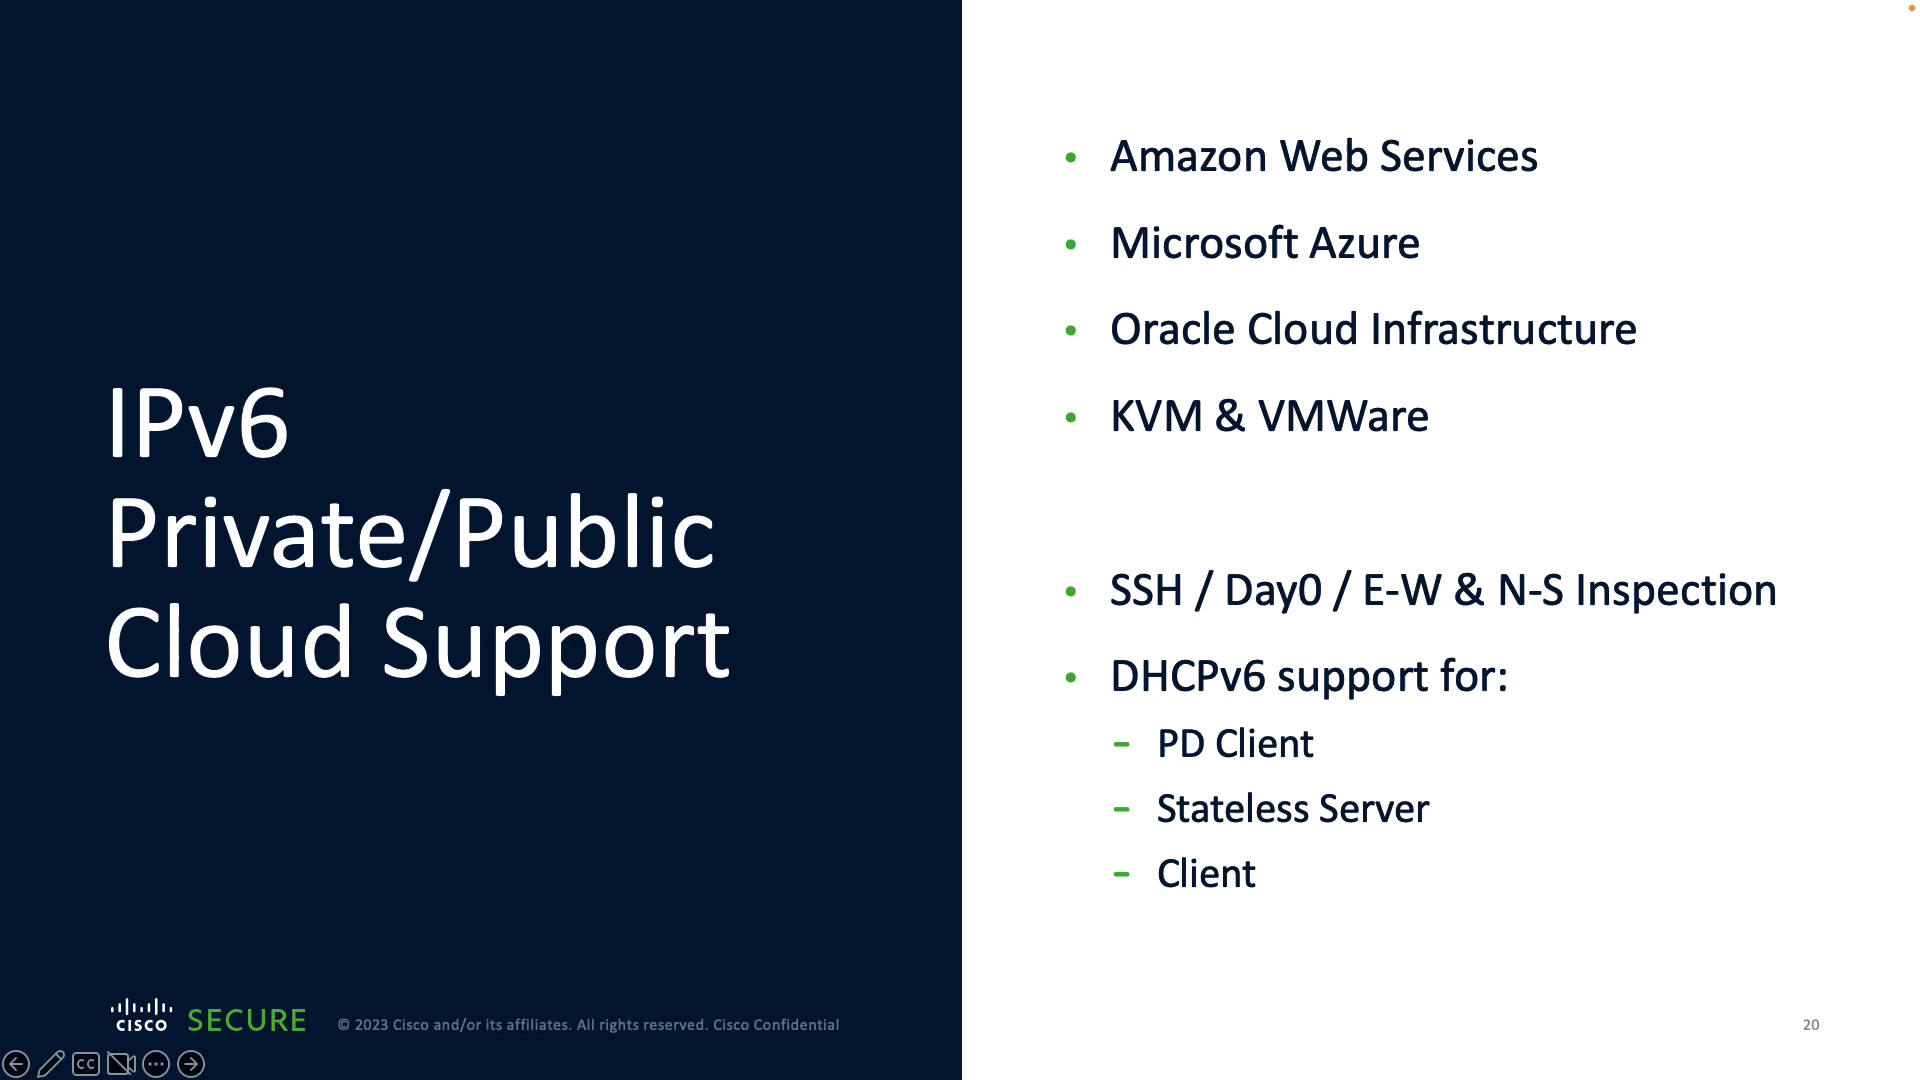 IPv6
Private/Public
Cloud Support
• Amazon Web Services
• Microsoft Azure
• Oracle Cloud Infrastructure
• KVM & VMWare
• SSH / Day0 / E-W & N-S Inspection
• DHCPv6 support for:
– PD Client
– Stateless Server
– Client
CISCO SECURE © 2023 Cisco and/or its affiliates. All rights reserved. Cisco Confidential
20
CC